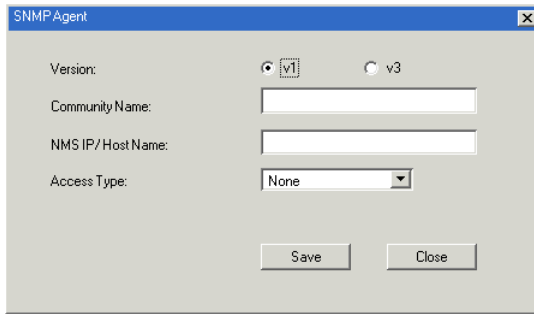 SNMP Agent
Version: v1 v3
Community Name:
NMS IP/ Host Name:
Access Type: None
Save Close